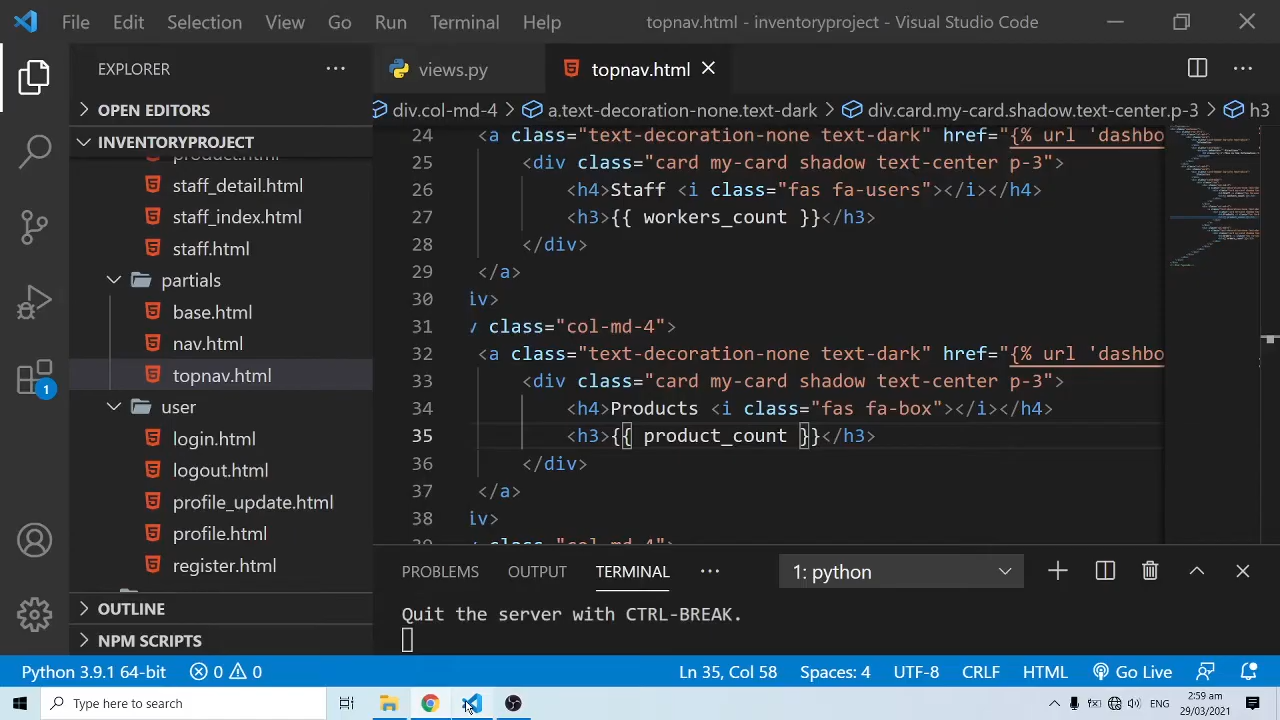 File Edit Selection View Go Run Terminal Help topnav.html - inventoryproject - Visual Studio Code
EXPLORER
OPEN EDITORS
INVENTORYPROJECT
product.html
staff_detail.html
staff_index.html
staff.html
partials
base.html
nav.html
topnav.html
user
login.html
logout.html
profile_update.html
profile.html
register.html
OUTLINE
NPM SCRIPTS
1
views.py topnav.html
div.col-md-4 > a.text-decoration-none.text-dark > div.card.my-card.shadow.text-center.p-3 > h3
24 <a class="text-decoration-none text-dark" href="{% url 'dashbo
25 <div class="card my-card shadow text-center p-3">
26 <h4>Staff <i class="fas fa-users"></i></h4>
27 <h3>{{ workers_count }}</h3>
28 </div>
29 </a>
30 iv>
31 class="col-md-4">
32 <a class="text-decoration-none text-dark" href="{% url 'dashbo
33 <div class="card my-card shadow text-center p-3">
34 <h4>Products <i class="fas fa-box"></i></h4>
35 <h3>{{ product_count }}</h3>
36 </div>
37 </a>
38 iv>
39 class="col-md-4">
PROBLEMS OUTPUT TERMINAL 1: python
Quit the server with CTRL-BREAK.
Python 3.9.1 64-bit 0 0 Ln 35, Col 58 Spaces: 4 UTF-8 CRLF HTML Go Live
Type here to search ENG 2:59 am
29/03/2021